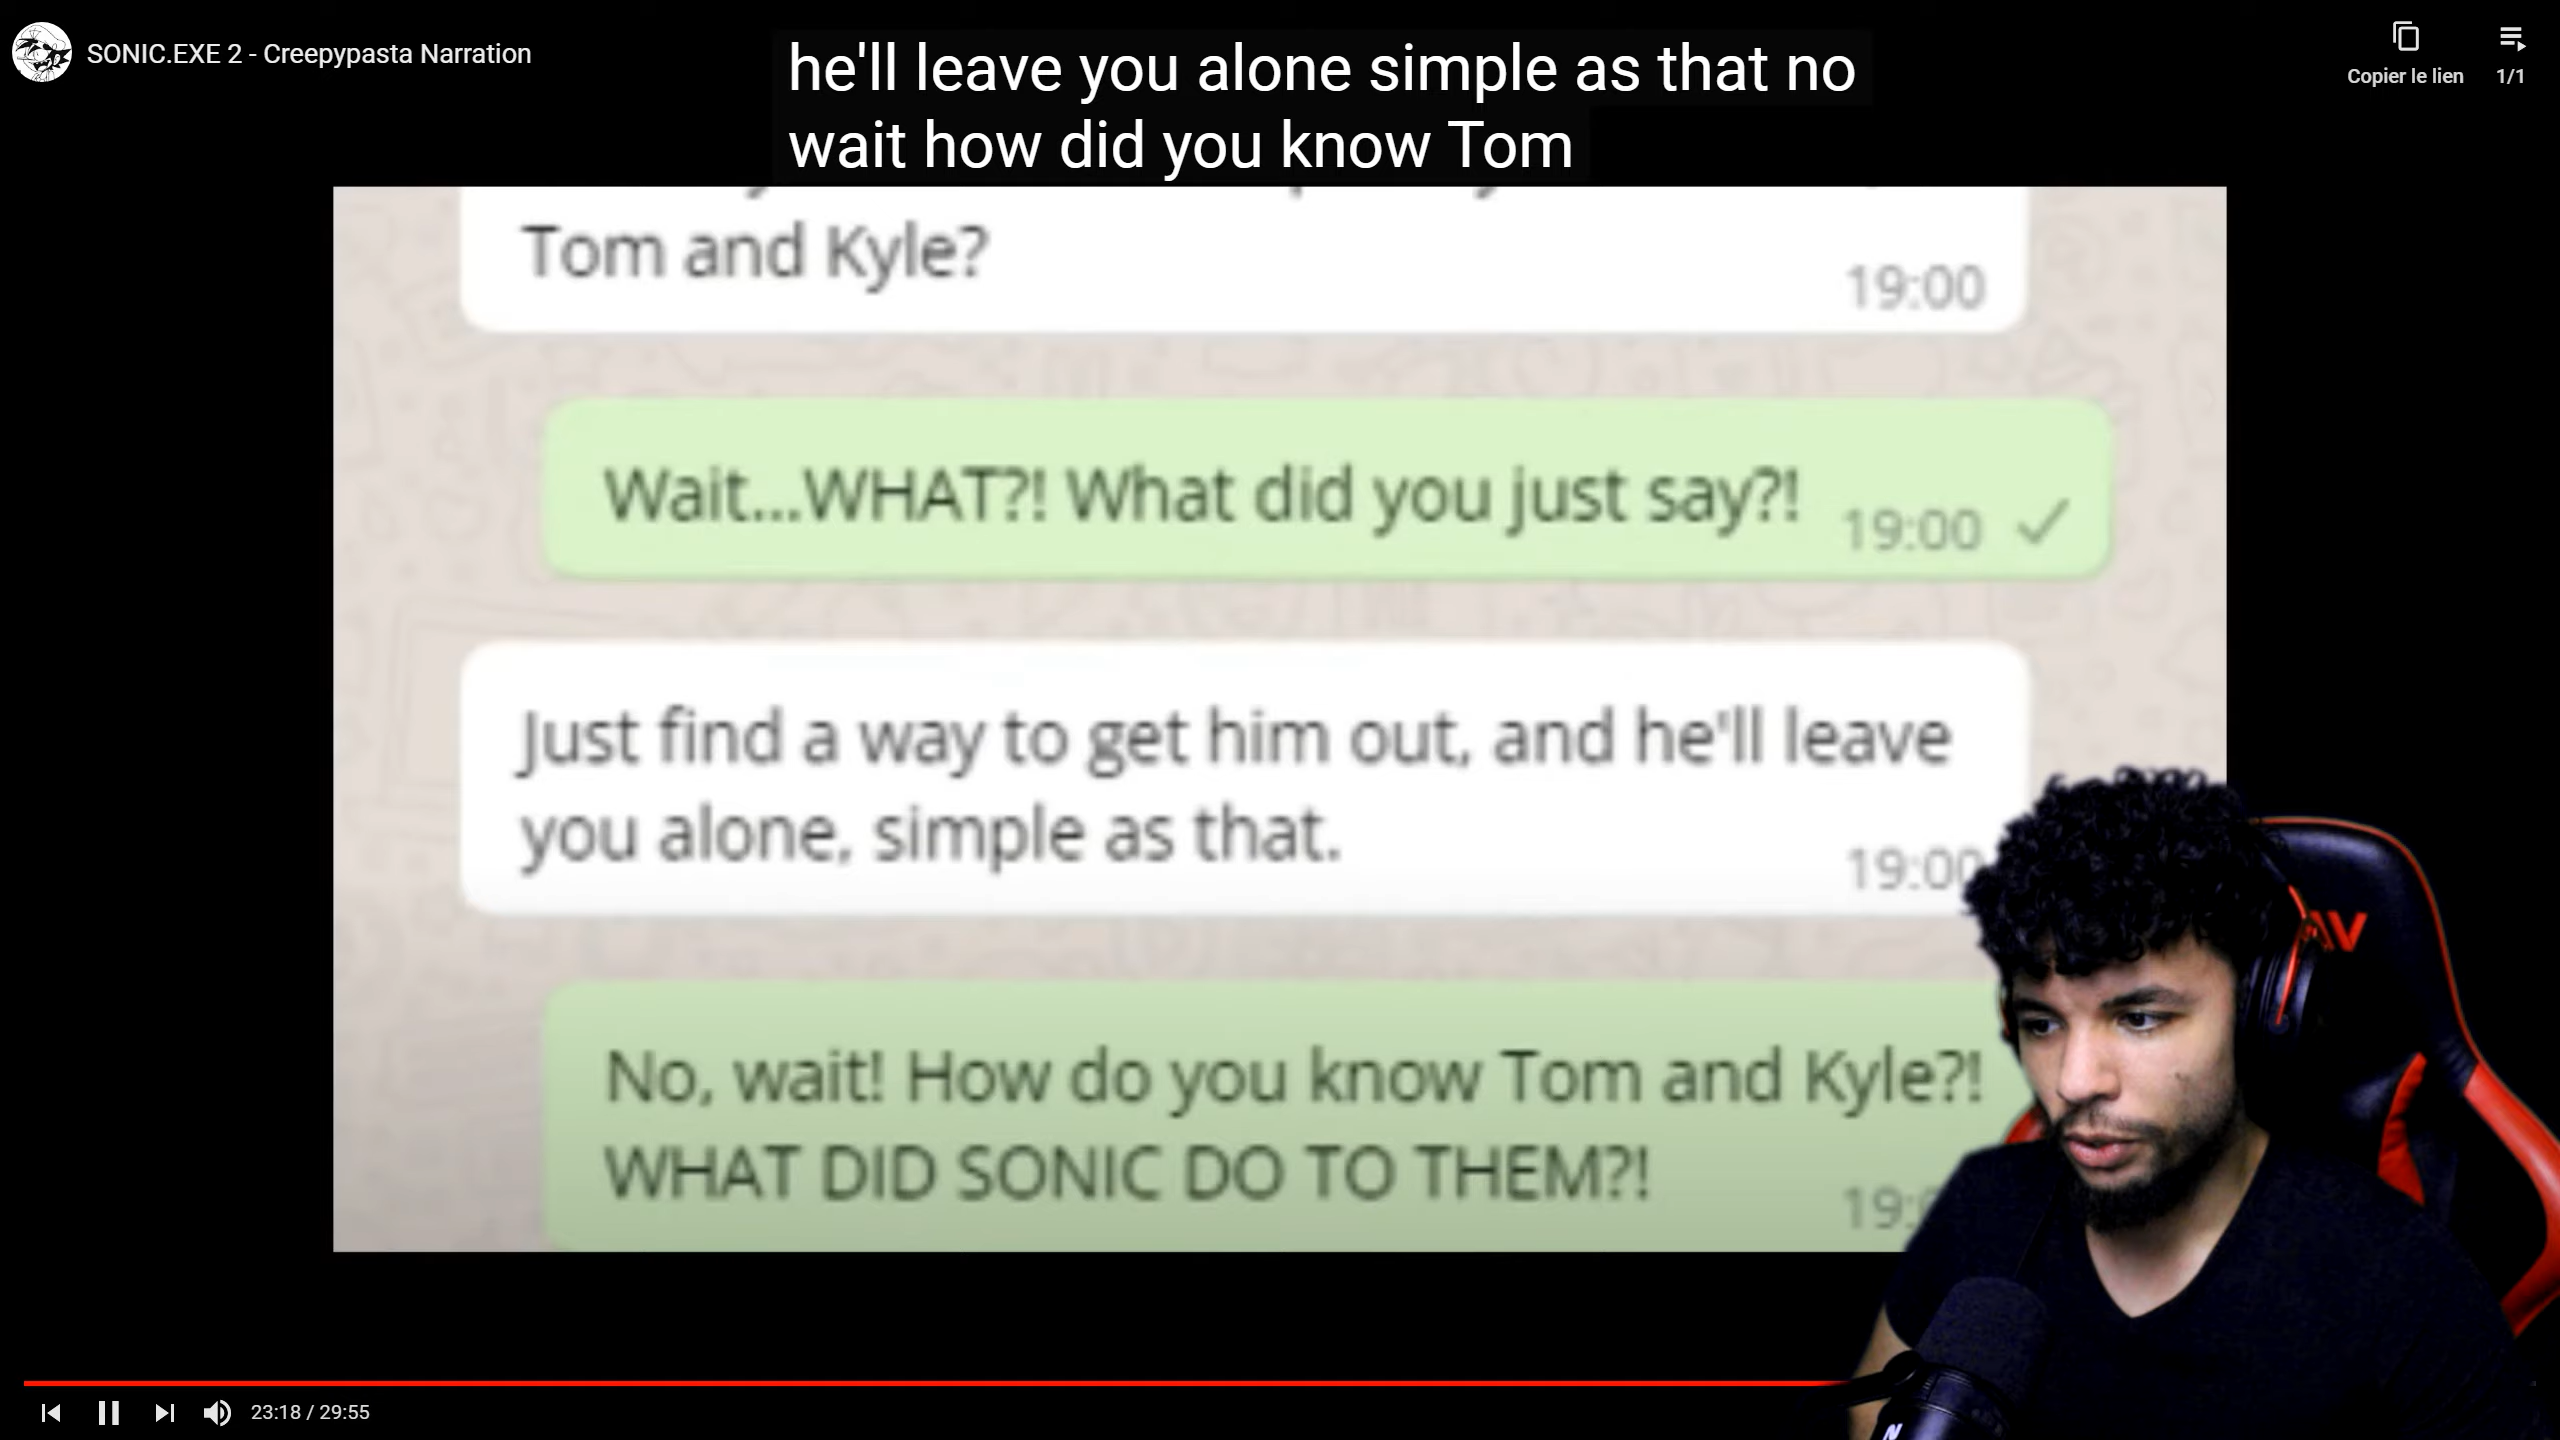 SONIC.EXE 2 - Creepypasta Narration
he'll leave you alone simple as that no
wait how did you know Tom
Copier le lien
1/1
Tom and Kyle?
19:00
Wait...WHAT?! What did you just say?!
19:00
Just find a way to get him out, and he'll leave
you alone, simple as that.
19:00
No, wait! How do you know Tom and Kyle?!
WHAT DID SONIC DO TO THEM?!
23:18 / 29:55